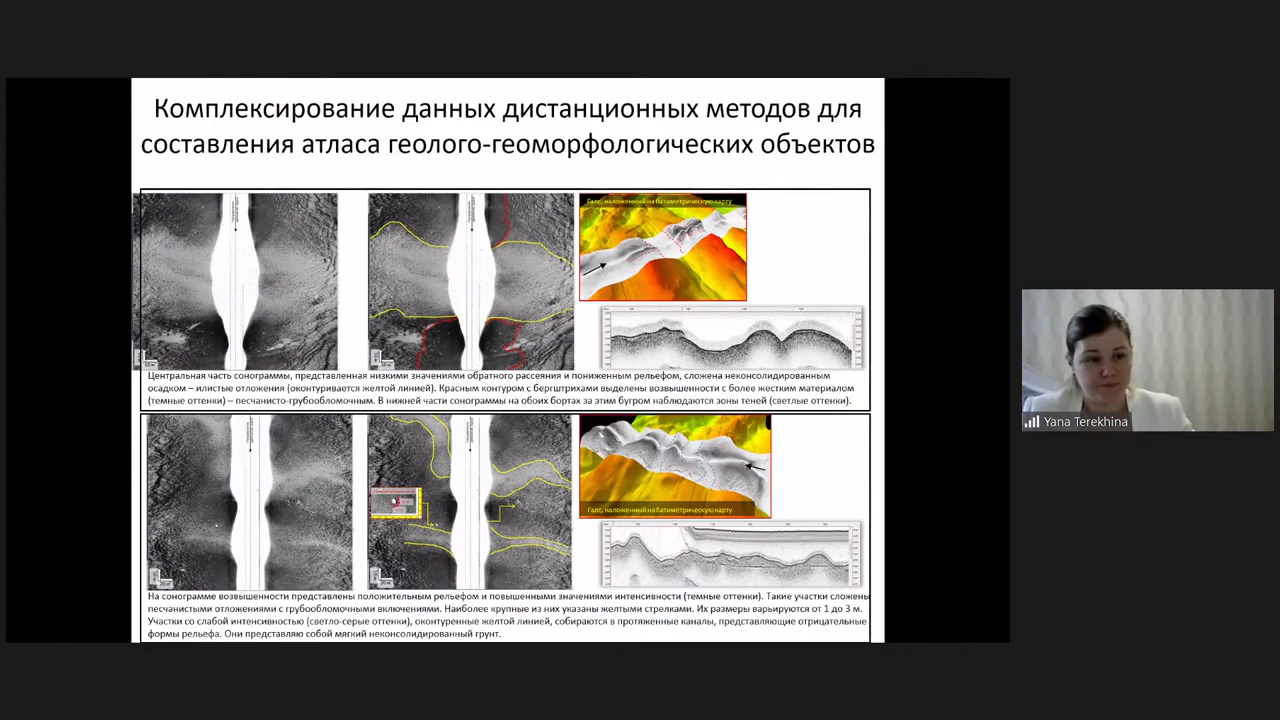 Комплексирование данных дистанционных методов для
составления атласа геолого-геоморфологических объектов
Галс, наложенный на батиметрическую карту
Центральная часть сонограммы, представленная низкими значениями обратного рассеяния и пониженным рельефом, сложена неконсолидированным
осадком – илистые отложения (оконтуривается желтой линией). Красным контуром с бергштрихами выделены возвышенности с более жестким материалом
(темные оттенки) – песчанисто-грубообломочным. В нижней части сонограммы на обоих бортах за этим бугром наблюдаются зоны теней (светлые оттенки).
Галс, наложенный на батиметрическую карту
На сонограмме возвышенности представлены положительным рельефом и повышенными значениями интенсивности (темные оттенки). Такие участки сложены
песчанистыми отложениями с грубообломочными включениями. Наиболее крупные из них указаны желтыми стрелками. Их размеры варьируются от 1 до 3 м.
Участки со слабой интенсивностью (светло-серые оттенки), оконтуренные желтой линией, собираются в протяженные каналы, представляющие отрицательные
формы рельефа. Они представляю собой мягкий неконсолидированный грунт.
Yana Terekhina